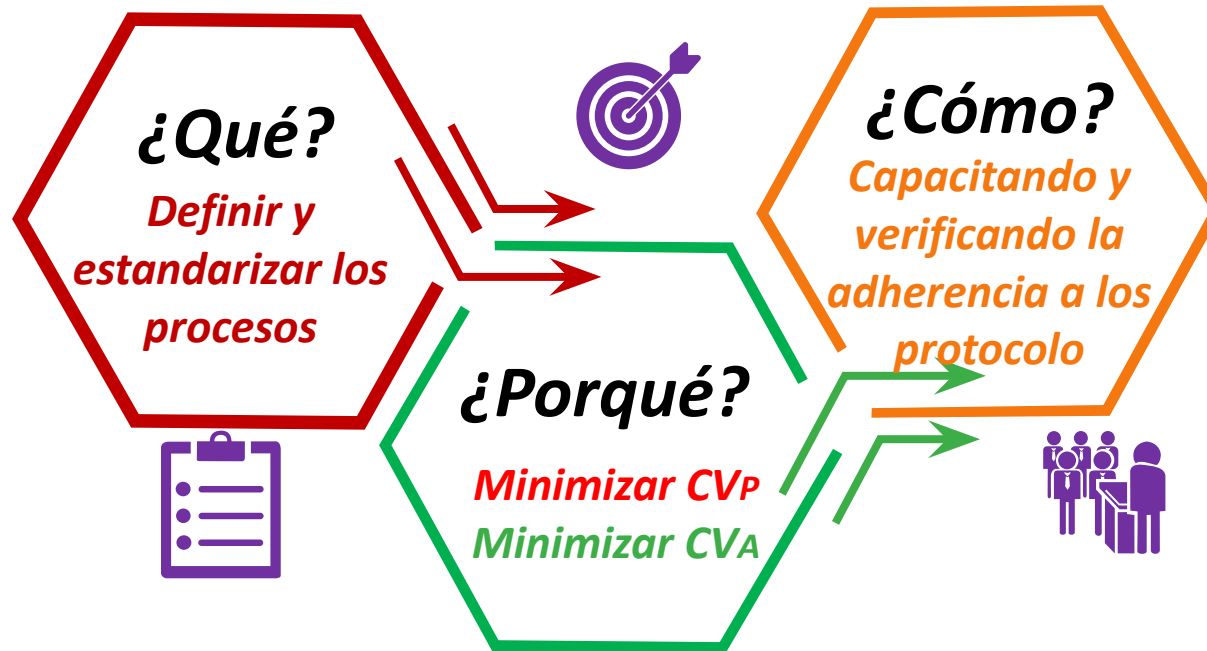 ¿Qué?
Definir y
estandarizar los
procesos
¿Porqué?
Minimizar CVP
Minimizar CVA
¿Cómo?
Capacitando y
verificando la
adherencia a los
protocolo